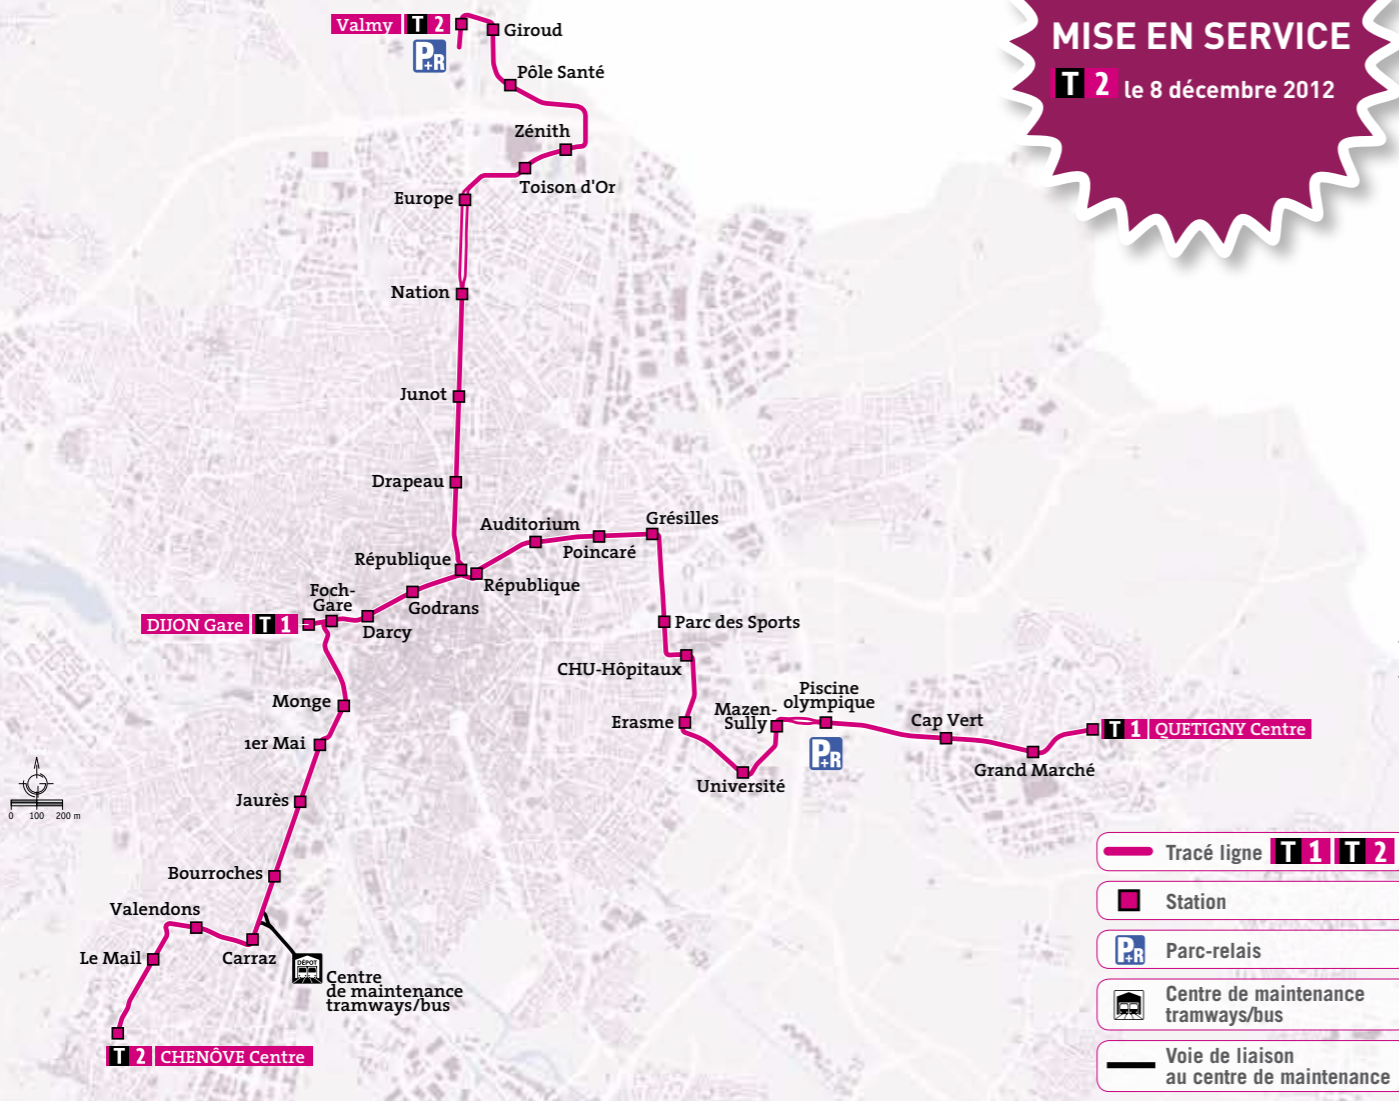 MISE EN SERVICE
T 2 le 8 décembre 2012
Valmy T 2
P+R
Giroud
Pôle Santé
Zénith
Toison d'Or
Europe
Nation
Junot
Drapeau
République
République
Auditorium
Poincaré
Grésilles
Foch-
Gare
Godrans
Darcy
DIJON Gare T 1
Parc des Sports
CHU-Hôpitaux
Erasme
Mazen-
Sully
Université
Piscine
olympique
P+R
Cap Vert
Grand Marché
T 1 QUETIGNY Centre
Monge
1er Mai
Jaurès
Bourroches
Valendons
Le Mail
Carraz
DÉPOT
Centre
de maintenance
tramways/bus
T 2 CHENÔVE Centre
0 100 200 m
Tracé ligne T 1 T 2
Station
P+R Parc-relais
Centre de maintenance
tramways/bus
Voie de liaison
au centre de maintenance